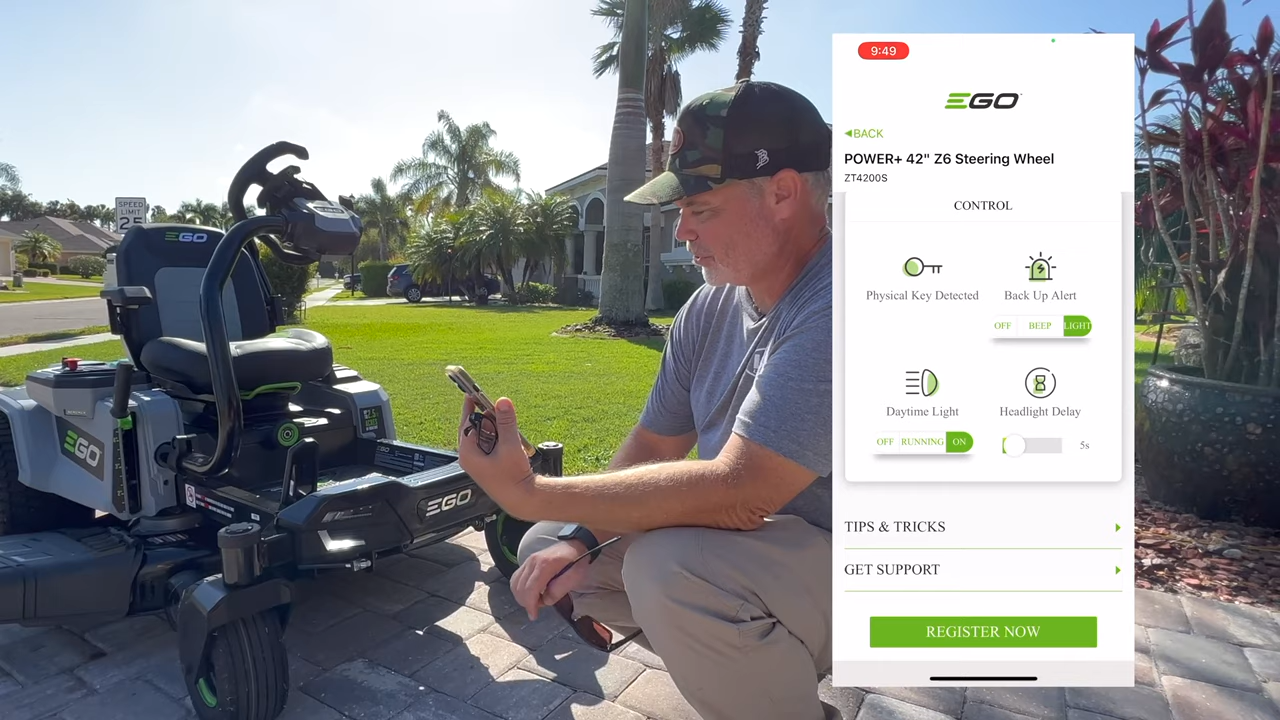 SPEED
LIMIT
25
EGO
EGO
EGO
9:49
EGO
BACK
POWER+ 42" Z6 Steering Wheel
ZT4200S
CONTROL
Physical Key Detected
Back Up Alert
OFF BEEP LIGHT
Daytime Light
Headlight Delay
OFF RUNNING ON
5s
TIPS & TRICKS
GET SUPPORT
REGISTER NOW